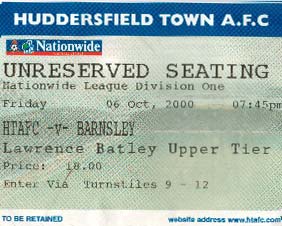 HUDDERSFIELD TOWN A.F.C
Nationwide
UNRESERVED SEATING
Nationwide League Division One
Friday 06 Oct, 2000 07:45pm
HTAFC -v- BARNSLEY
Lawrence Batley Upper Tier
Price: 18.00
Enter Via Turnstiles 9 - 12
TO BE RETAINED website address www.htafc.com